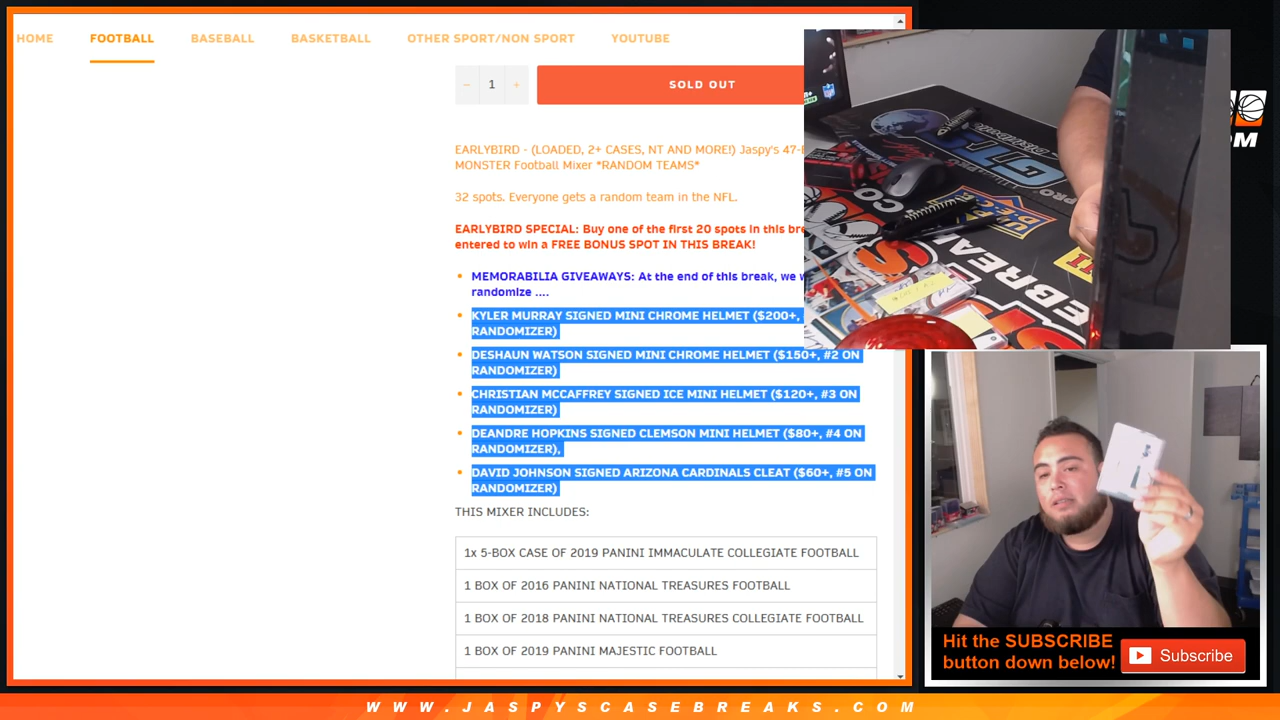 HOME FOOTBALL BASEBALL BASKETBALL OTHER SPORT/NON SPORT YOUTUBE
− 1 + SOLD OUT
EARLYBIRD - (LOADED, 2+ CASES, NT AND MORE!) Jaspy's 47-
MONSTER Football Mixer *RANDOM TEAMS*
32 spots. Everyone gets a random team in the NFL.
EARLYBIRD SPECIAL: Buy one of the first 20 spots in this
entered to win a FREE BONUS SPOT IN THIS BREAK!
MEMORABILIA GIVEAWAYS: At the end of this break, we
randomize ....
KYLER MURRAY SIGNED MINI CHROME HELMET ($200+,
RANDOMIZER)
DESHAUN WATSON SIGNED MINI CHROME HELMET ($150+, #2 ON
RANDOMIZER)
CHRISTIAN MCCAFFREY SIGNED ICE MINI HELMET ($120+, #3 ON
RANDOMIZER)
DEANDRE HOPKINS SIGNED CLEMSON MINI HELMET ($80+, #4 ON
RANDOMIZER),
DAVID JOHNSON SIGNED ARIZONA CARDINALS CLEAT ($60+, #5 ON
RANDOMIZER)
THIS MIXER INCLUDES:
1x 5-BOX CASE OF 2019 PANINI IMMACULATE COLLEGIATE FOOTBALL
1 BOX OF 2016 PANINI NATIONAL TREASURES FOOTBALL
1 BOX OF 2018 PANINI NATIONAL TREASURES COLLEGIATE FOOTBALL
1 BOX OF 2019 PANINI MAJESTIC FOOTBALL
GTS
UPPER DECK
Hit the SUBSCRIBE
button down below!
Subscribe
WWW.JASPYSCASEBREAKS.COM